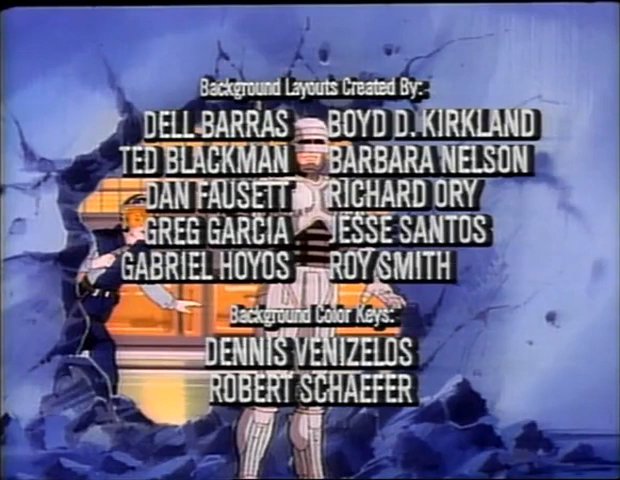 Background Layouts Created By:
DELL BARRAS BOYD D. KIRKLAND
TED BLACKMAN BARBARA NELSON
DAN FAUSETT RICHARD ORY
GREG GARCIA JESSE SANTOS
GABRIEL HOYOS ROY SMITH
Background Color Keys:
DENNIS VENIZELOS
ROBERT SCHAEFER